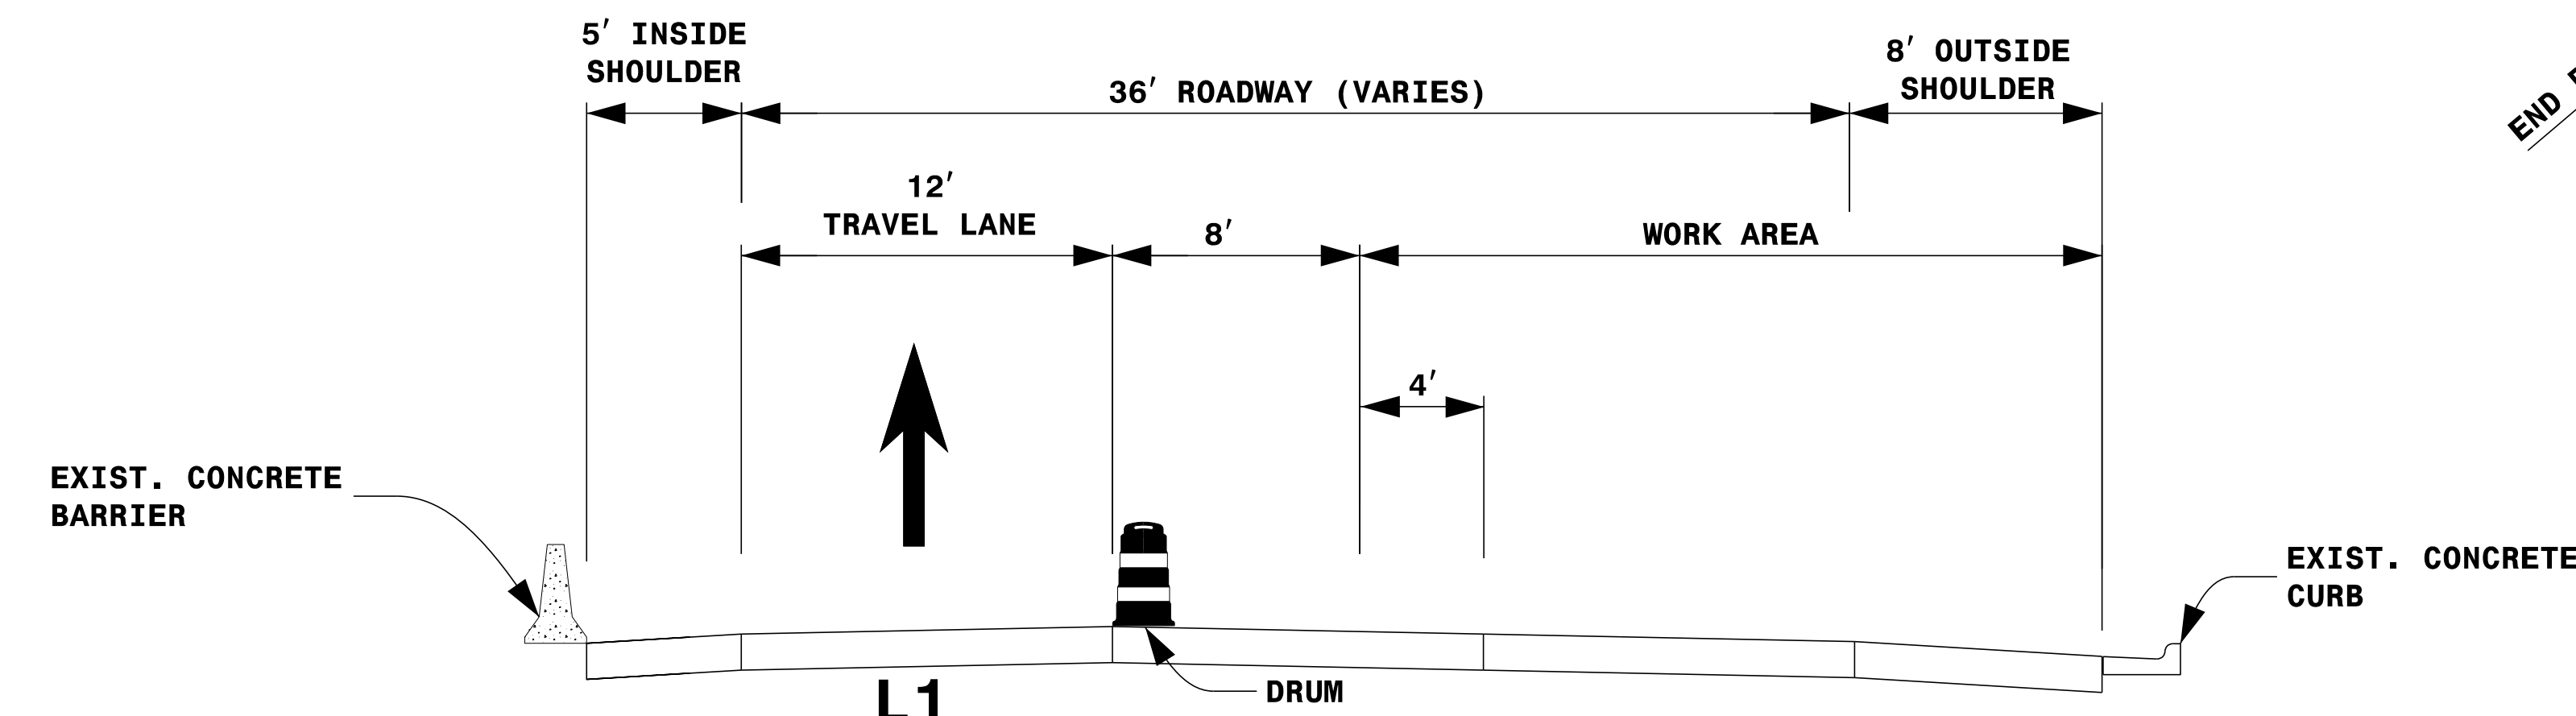 5' INSIDE
SHOULDER
36' ROADWAY (VARIES)
8' OUTSIDE
SHOULDER
END
12'
TRAVEL LANE
8'
WORK AREA
4'
EXIST. CONCRETE
BARRIER
EXIST. CONCRETE
CURB
DRUM
L1